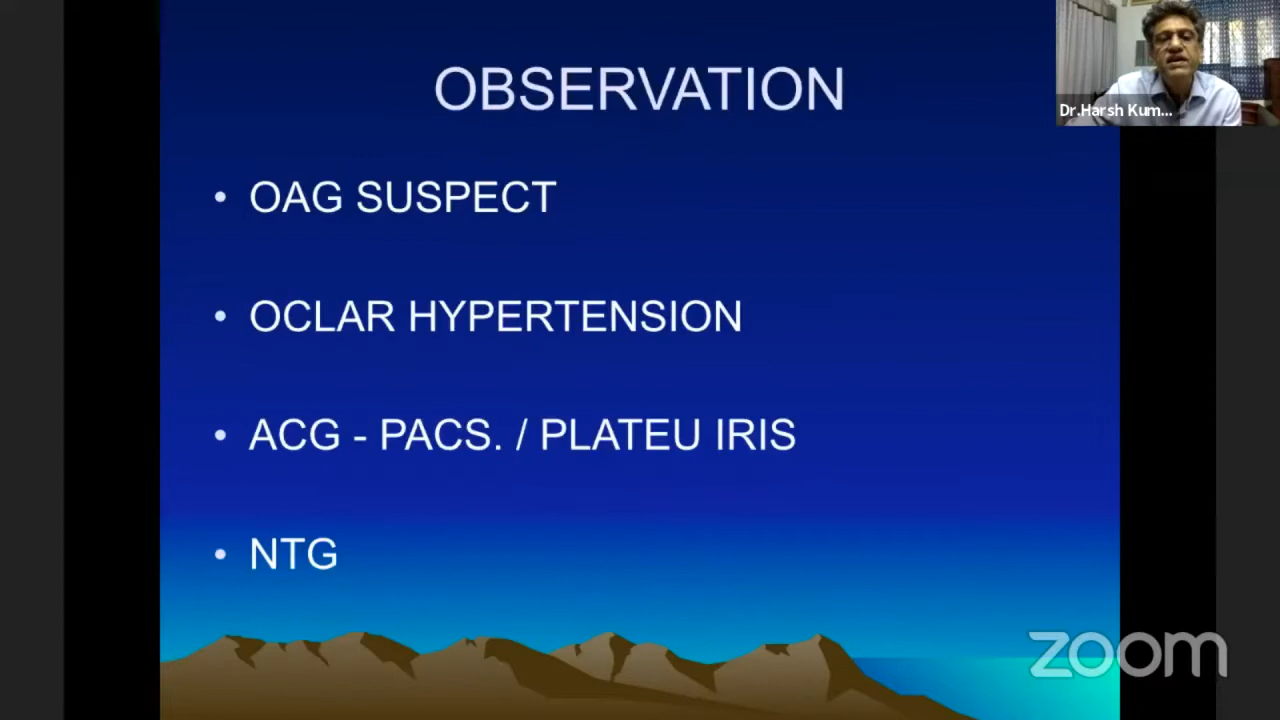 OBSERVATION
Dr.Harsh Kum...
• OAG SUSPECT
• OCLAR HYPERTENSION
• ACG - PACS. / PLATEU IRIS
• NTG
zoom